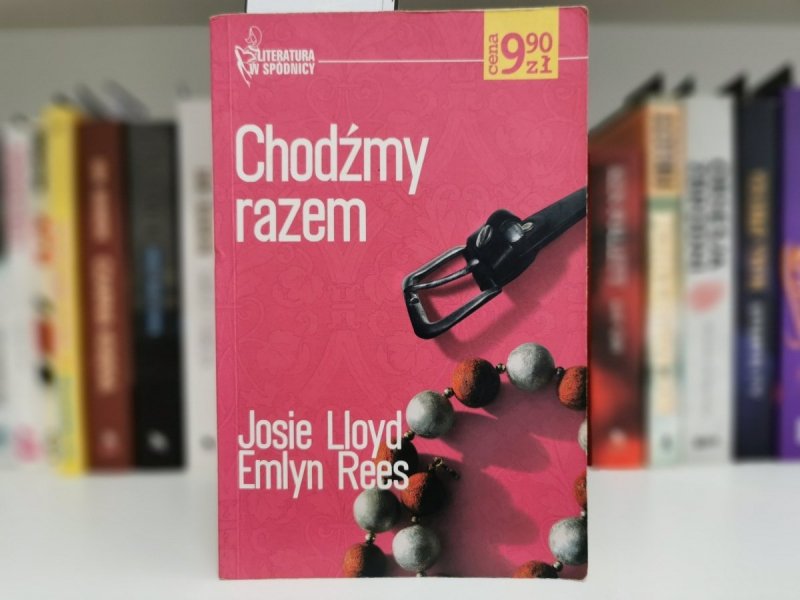 LITERATURA
W SPÓDNICY
cena 9 90 zł
Chodźmy
razem
Josie Lloyd
Emlyn Rees